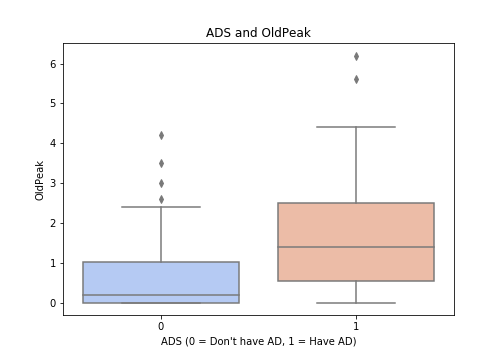 ADS and OldPeak
6
5
4
3
2
1
0
OldPeak
0 1
ADS (0 = Don't have AD, 1 = Have AD)